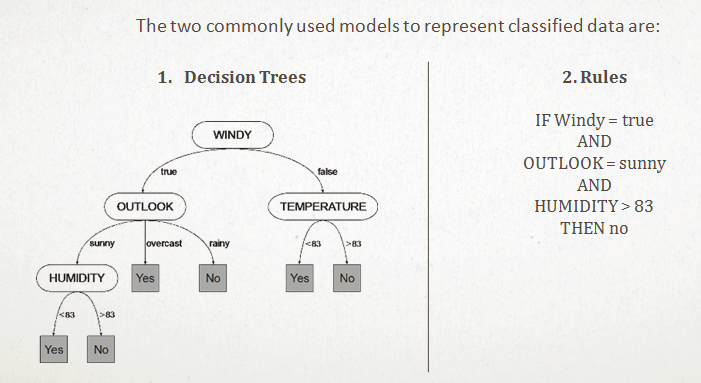 The two commonly used models to represent classified data are:
1. Decision Trees
WINDY
true
false
OUTLOOK
TEMPERATURE
sunny
overcast
rainy
<83
>83
HUMIDITY
Yes
No
Yes
No
<83
>83
Yes
No
2. Rules
IF Windy = true
AND
OUTLOOK = sunny
AND
HUMIDITY > 83
THEN no